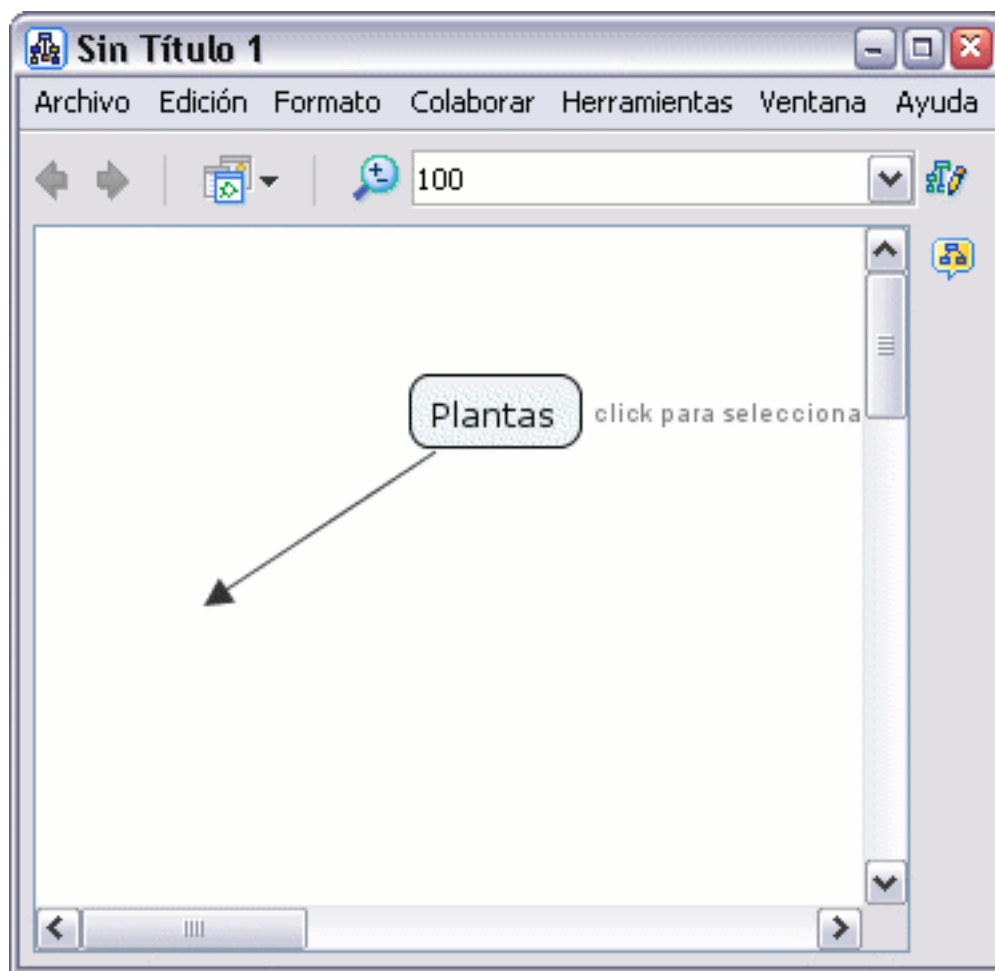 Sin Título 1
Archivo Edición Formato Colaborar Herramientas Ventana Ayuda
100
Plantas click para selecciona